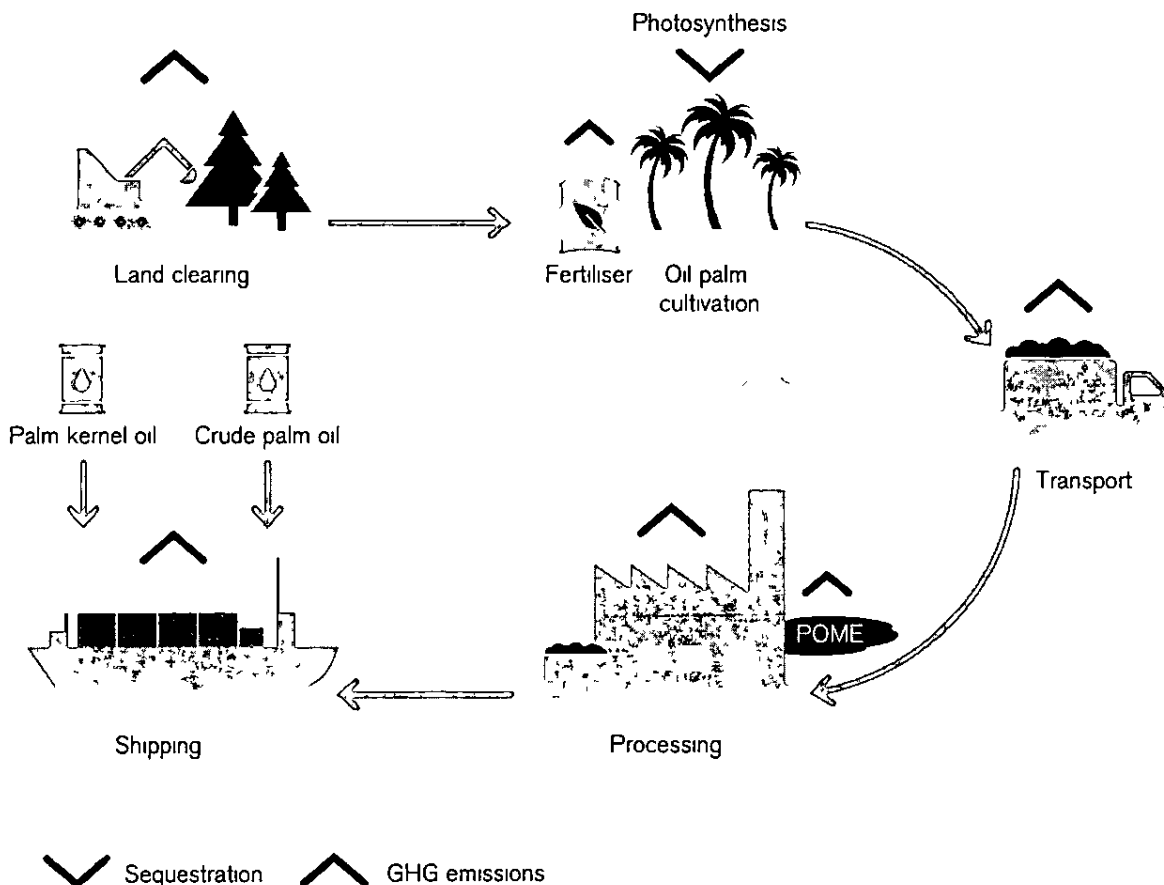 Photosynthesis
Land clearing
Fertiliser
Oil palm
cultivation
Transport
Palm kernel oil
Crude palm oil
POME
Shipping
Processing
Sequestration
GHG emissions